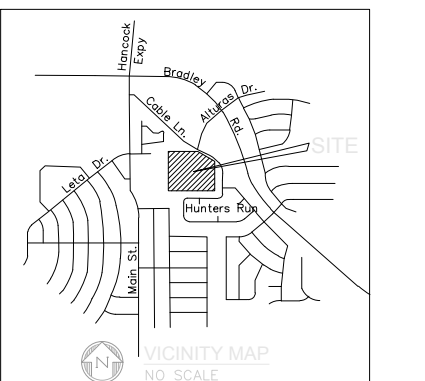 Hancock
Expy
Bradley
Rd.
Cable Ln.
Alturas Dr.
SITE
Leta Dr.
Hunters Run
Main St.
N
VICINITY MAP
NO SCALE